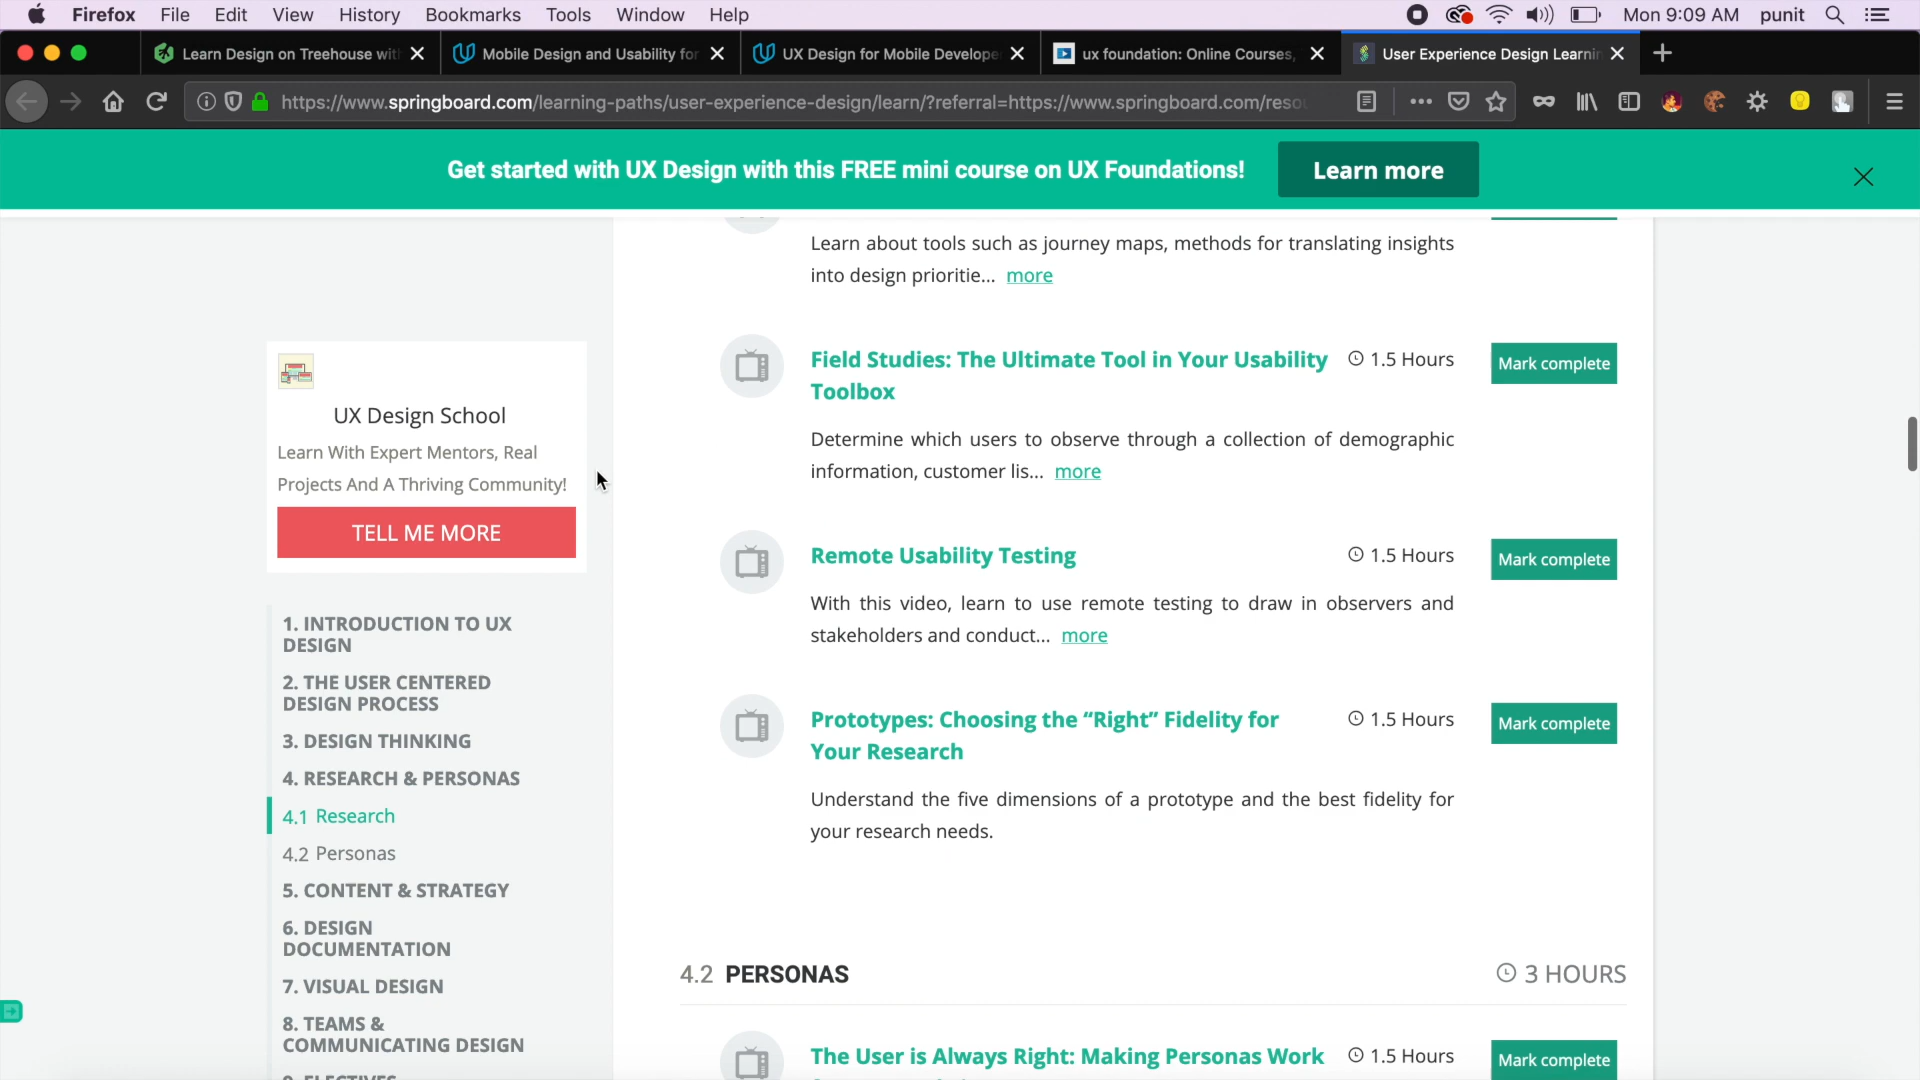 Firefox File Edit View History Bookmarks Tools Window Help Mon 9:09 AM punit
Learn Design on Treehouse wit Mobile Design and Usability for UX Design for Mobile Develope ux foundation: Online Courses, User Experience Design Learnin
https://www.springboard.com/learning-paths/user-experience-design/learn/?referral=https://www.springboard.com/reso
Get started with UX Design with this FREE mini course on UX Foundations! Learn more
Learn about tools such as journey maps, methods for translating insights
into design prioritie... more
Field Studies: The Ultimate Tool in Your Usability
Toolbox
1.5 Hours
Mark complete
Determine which users to observe through a collection of demographic
information, customer lis... more
Remote Usability Testing
1.5 Hours
Mark complete
With this video, learn to use remote testing to draw in observers and
stakeholders and conduct... more
Prototypes: Choosing the “Right” Fidelity for
Your Research
1.5 Hours
Mark complete
Understand the five dimensions of a prototype and the best fidelity for
your research needs.
4.2 PERSONAS
3 HOURS
The User is Always Right: Making Personas Work
1.5 Hours
Mark complete
UX Design School
Learn With Expert Mentors, Real
Projects And A Thriving Community!
TELL ME MORE
1. INTRODUCTION TO UX
DESIGN
2. THE USER CENTERED
DESIGN PROCESS
3. DESIGN THINKING
4. RESEARCH & PERSONAS
4.1 Research
4.2 Personas
5. CONTENT & STRATEGY
6. DESIGN
DOCUMENTATION
7. VISUAL DESIGN
8. TEAMS &
COMMUNICATING DESIGN